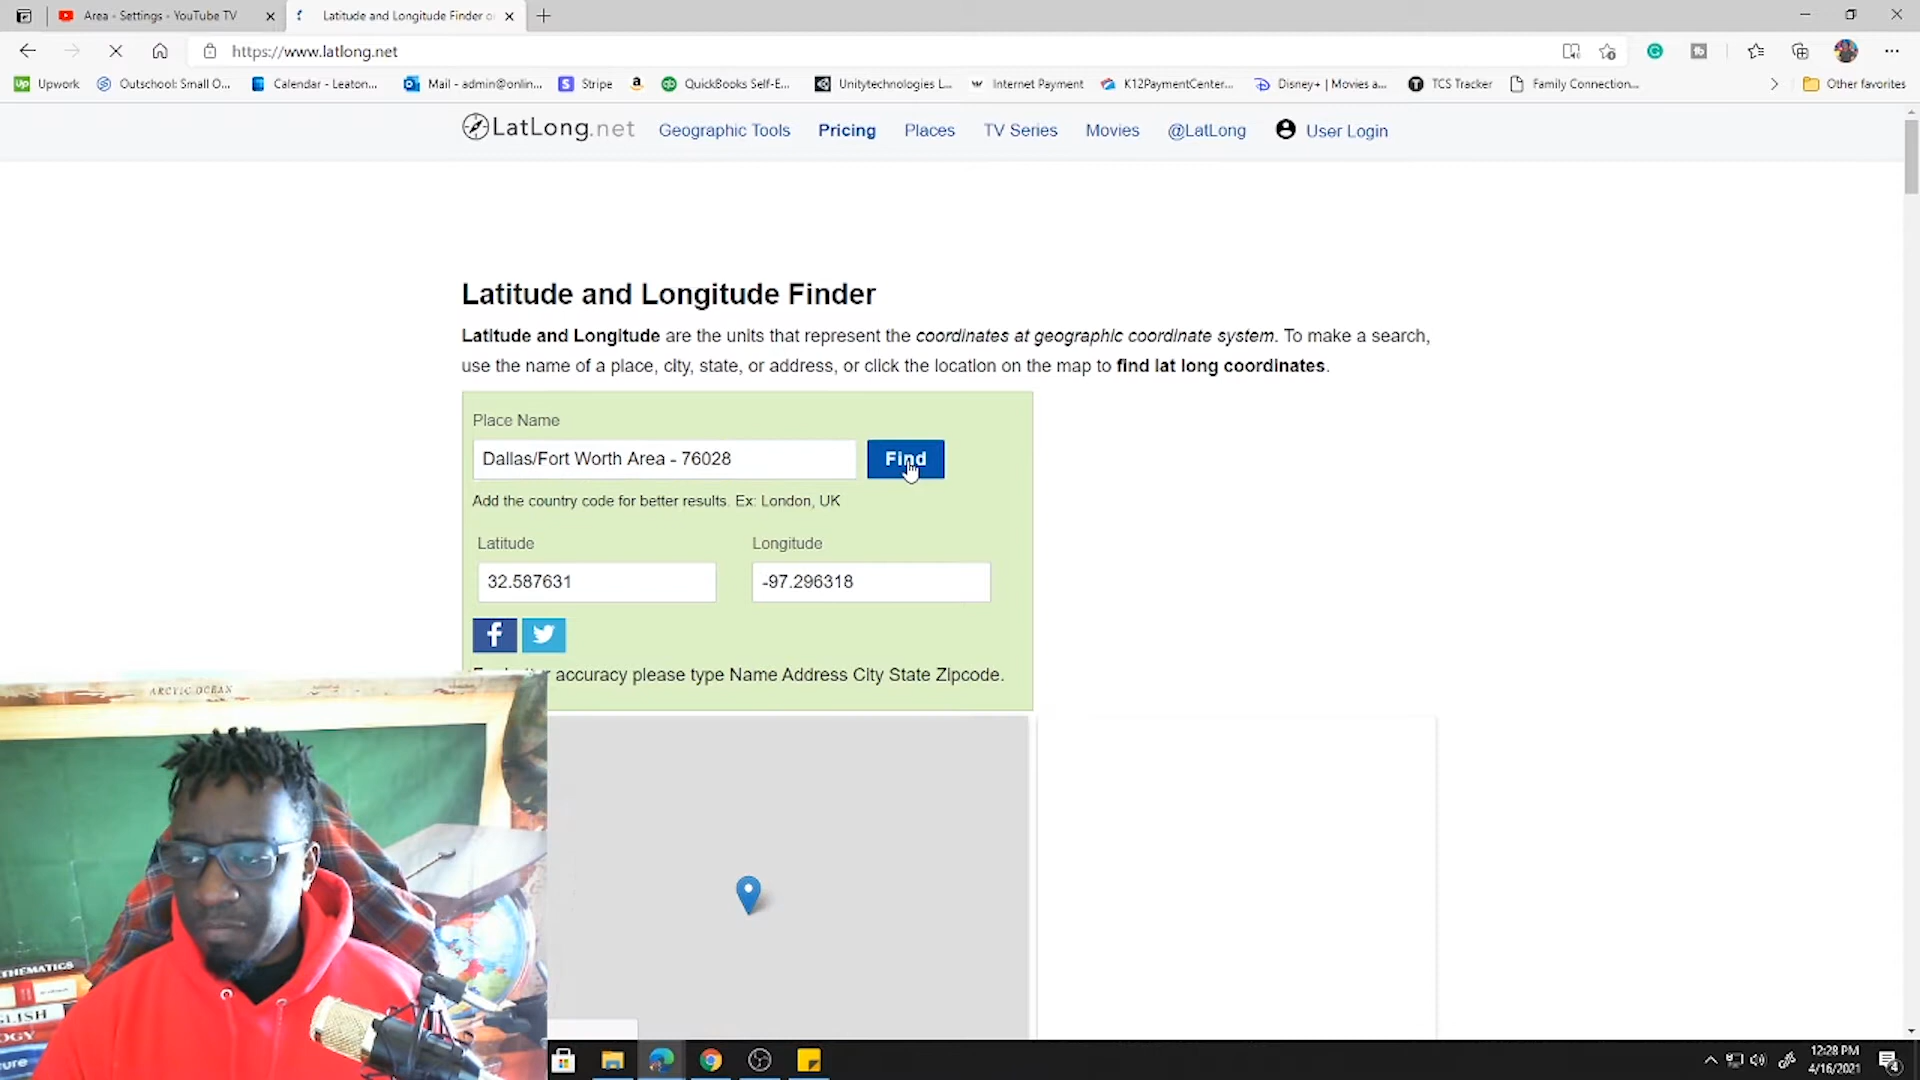 Area - Settings - YouTube TV
Latitude and Longitude Finder o
https://www.latlong.net
Upwork
Outschool: Small O...
Calendar - Leaton...
Mail - admin@onlin...
Stripe
QuickBooks Self-E...
Unitytechnologies L...
Internet Payment
K12PaymentCenter...
Disney+ | Movies a...
TCS Tracker
Family Connection...
Other favorites
LatLong.net
Geographic Tools
Pricing
Places
TV Series
Movies
@LatLong
User Login
Latitude and Longitude Finder
Latitude and Longitude are the units that represent the coordinates at geographic coordinate system. To make a search,
use the name of a place, city, state, or address, or click the location on the map to find lat long coordinates.
Place Name
Dallas/Fort Worth Area - 76028
Find
Add the country code for better results. Ex: London, UK
Latitude
Longitude
32.587631
-97.296318
accuracy please type Name Address City State Zipcode.
ARCTIC OCEAN
THEMATICS
GLISH
OGY
ure
12:28 PM
4/16/2021
4